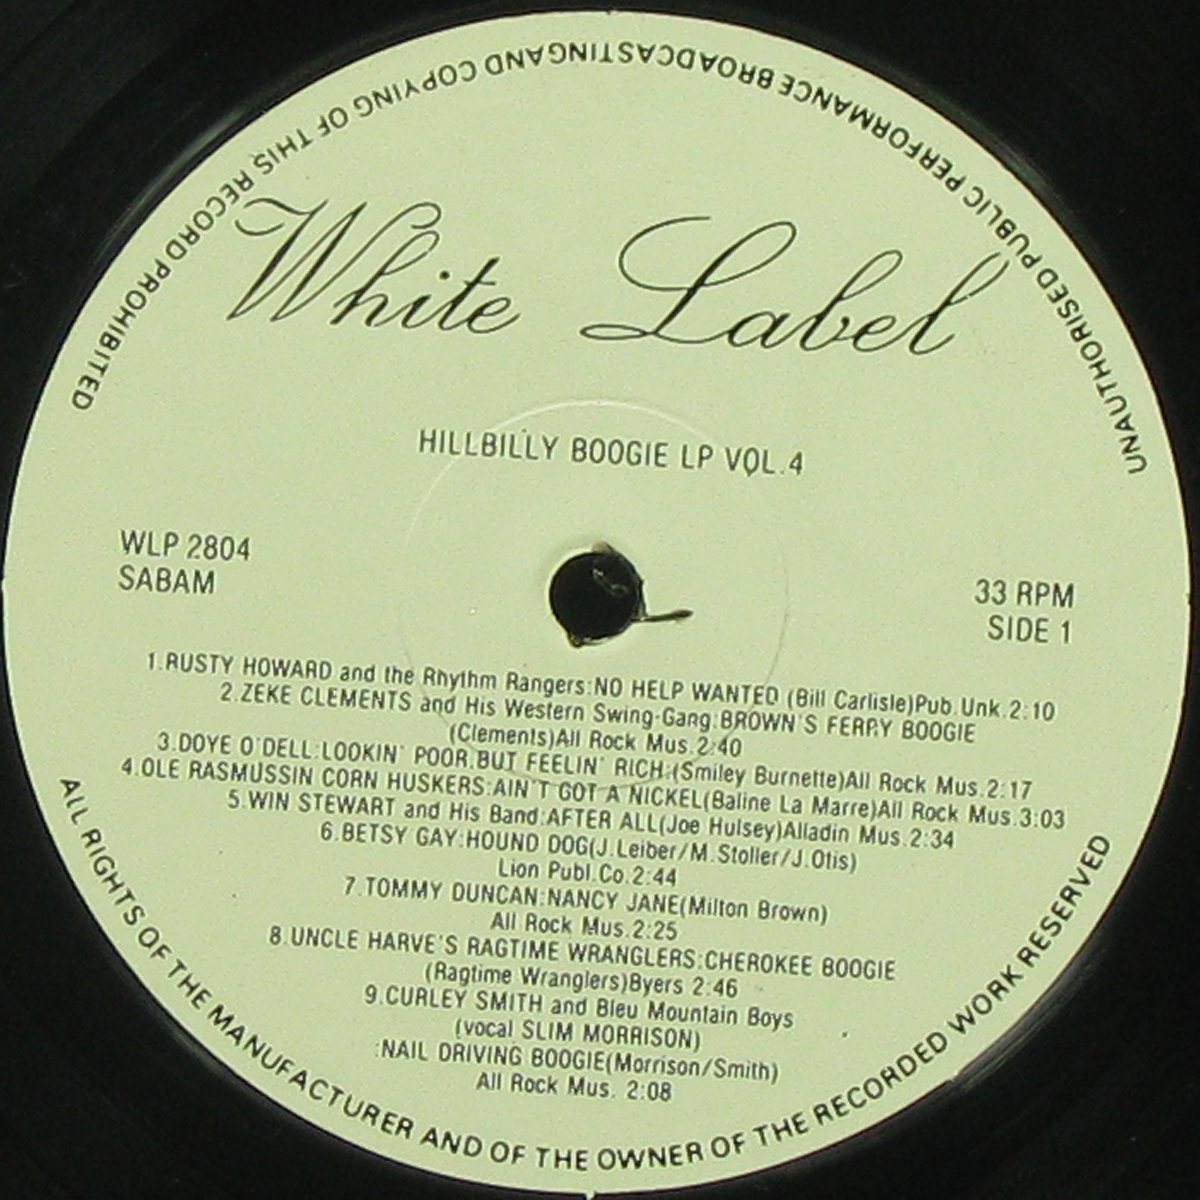 UNAUTHORISED PUBLIC PERFORMANCE BROADCASTING AND COPYING OF THIS RECORD PROHIBITED
White Label
HILLBILLY BOOGIE LP VOL.4
WLP 2804
SABAM
33 RPM
SIDE 1
1.RUSTY HOWARD and the Rhythm Rangers:NO HELP WANTED (Bill Carlisle)Pub.Unk.2:10
2.ZEKE CLEMENTS and His Western Swing-Gang:BROWN'S FERRY BOOGIE
(Clements)All Rock Mus.2:40
3.DOYE O'DELL:LOOKIN' POOR,BUT FEELIN' RICH:(Smiley Burnette)All Rock Mus.2:17
4.OLE RASMUSSIN CORN HUSKERS:AIN'T GOT A NICKEL(Baline La Marre)All Rock Mus.3:03
5.WIN STEWART and His Band:AFTER ALL(Joe Hulsey)Alladin Mus.2:34
6.BETSY GAY:HOUND DOG(J.Leiber/M.Stoller/J.Otis)
Lion Publ.Co.2:44
7.TOMMY DUNCAN:NANCY JANE(Milton Brown)
All Rock Mus.2:25
8.UNCLE HARVE'S RAGTIME WRANGLERS:CHEROKEE BOOGIE
(Ragtime Wranglers)Byers 2:46
9.CURLEY SMITH and Bleu Mountain Boys
(vocal SLIM MORRISON)
:NAIL DRIVING BOOGIE(Morrison/Smith)
All Rock Mus. 2:08
ALL RIGHTS OF THE MANUFACTURER AND OF THE OWNER OF THE RECORDED WORK RESERVED